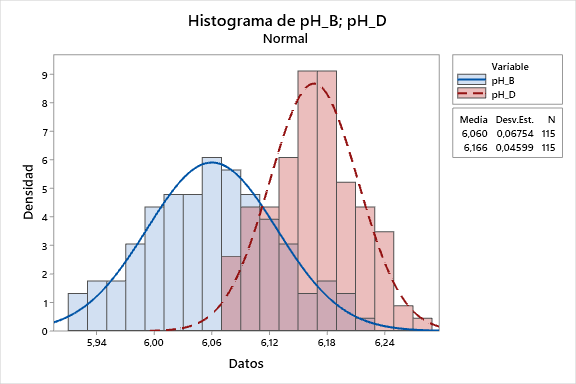 Histograma de pH_B; pH_D
Normal
Densidad
9
8
7
6
5
4
3
2
1
0
5,94 6,00 6,06 6,12 6,18 6,24
Datos
Variable
pH_B
pH_D
Media Desv.Est. N
6,060 0,06754 115
6,166 0,04599 115